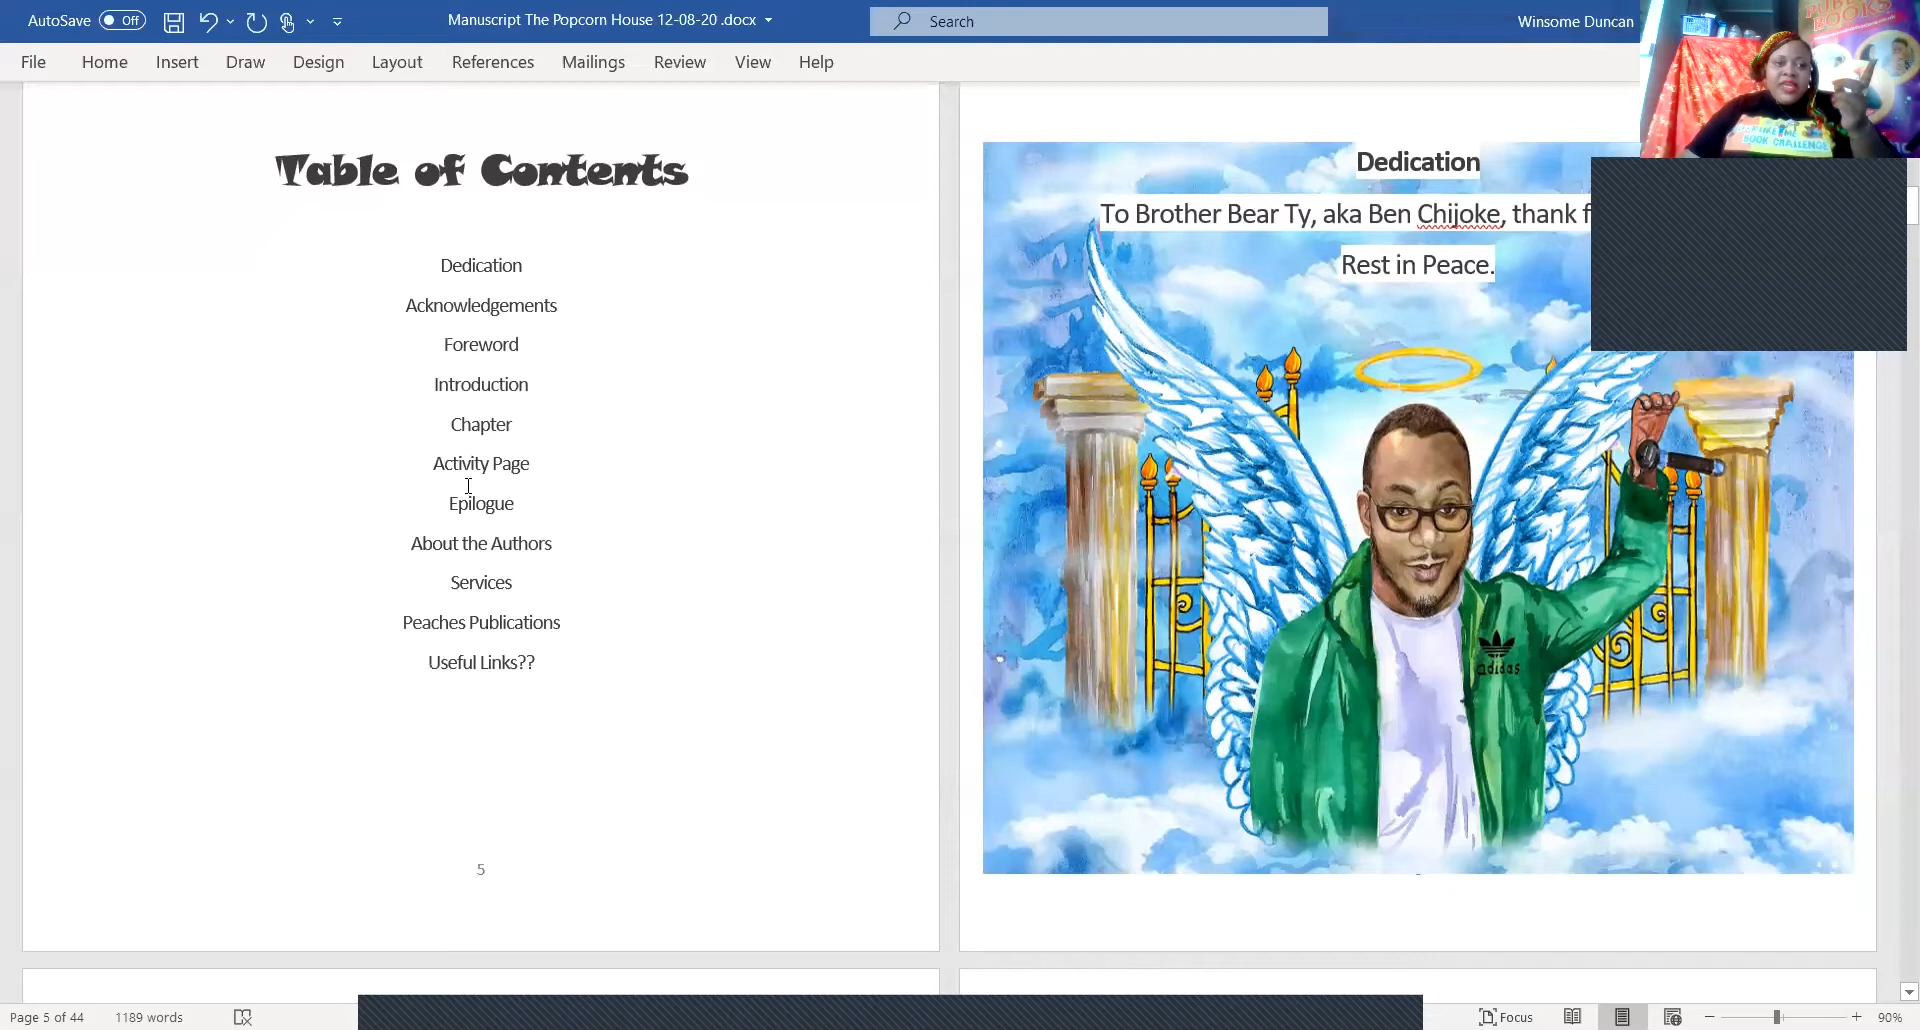 AutoSave Off
Manuscript The Popcorn House 12-08-20 .docx
Search
Winsome Duncan
File Home Insert Draw Design Layout References Mailings Review View Help
BOOKS
BOOK CHALLENGE
Table of Contents
Dedication
Acknowledgements
Foreword
Introduction
Chapter
Activity Page
Epilogue
About the Authors
Services
Peaches Publications
Useful Links??
5
Dedication
To Brother Bear Ty, aka Ben Chijoke, thank f
Rest in Peace.
adidas
Page 5 of 44 1189 words
Focus
90%